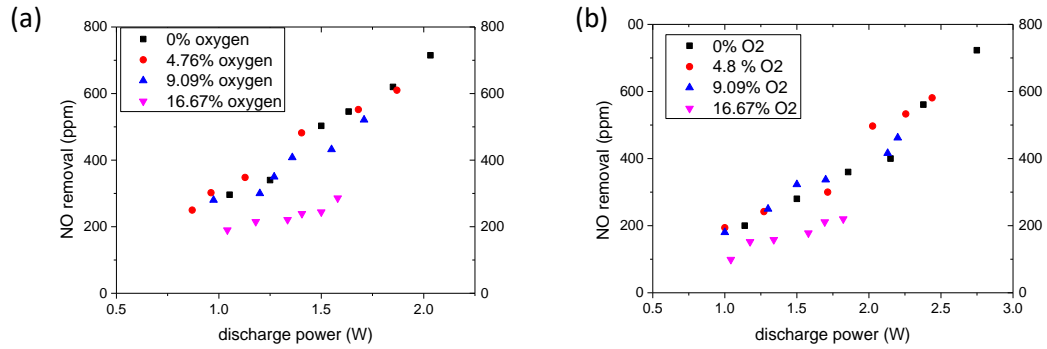 (a)
800
600
400
200
0
NO removal (ppm)
0% oxygen
4.76% oxygen
9.09% oxygen
16.67% oxygen
800
600
400
200
0
0.5 1.0 1.5 2.0
discharge power (W)
(b)
00
00
00
200
0
NO removal (ppm)
0% O2
4.8 % O2
9.09% O2
16.67% O2
800
600
400
200
0
0.5 1.0 1.5 2.0 2.5 3.0
discharge power (W)